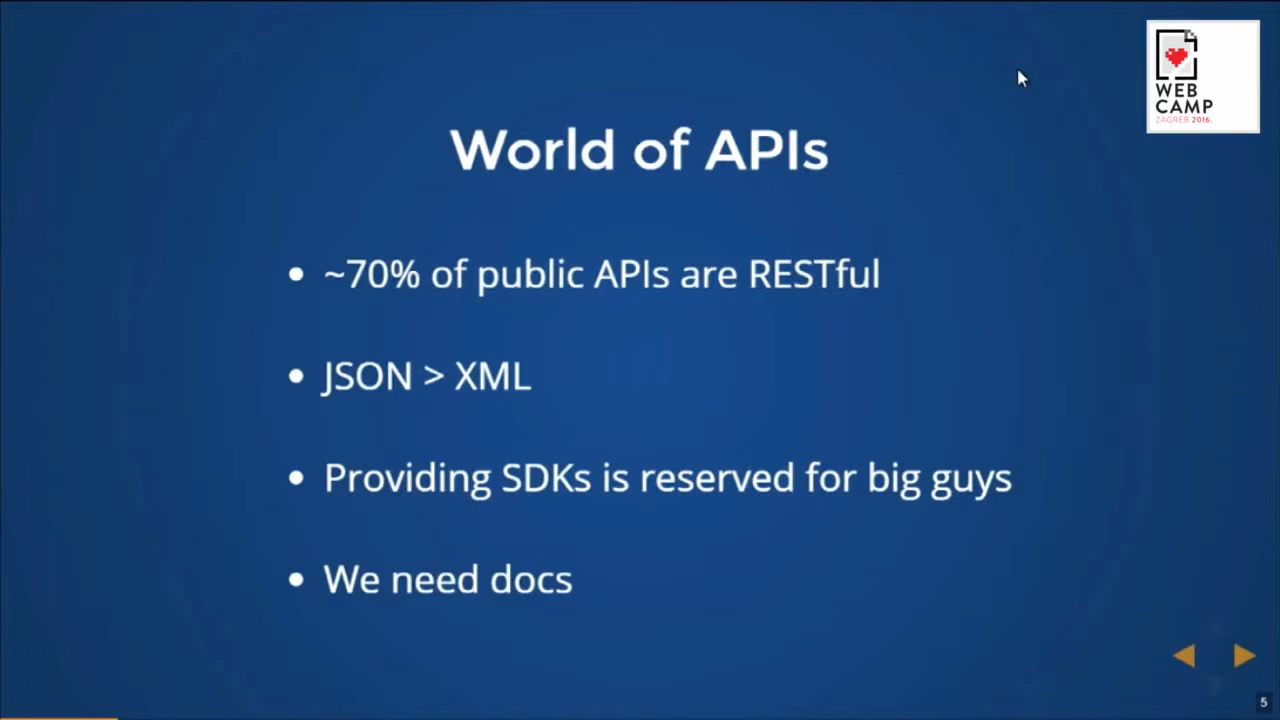 WEB
CAMP
ZAGREB 2016.
World of APIs
~70% of public APIs are RESTful
JSON > XML
Providing SDKs is reserved for big guys
We need docs
5